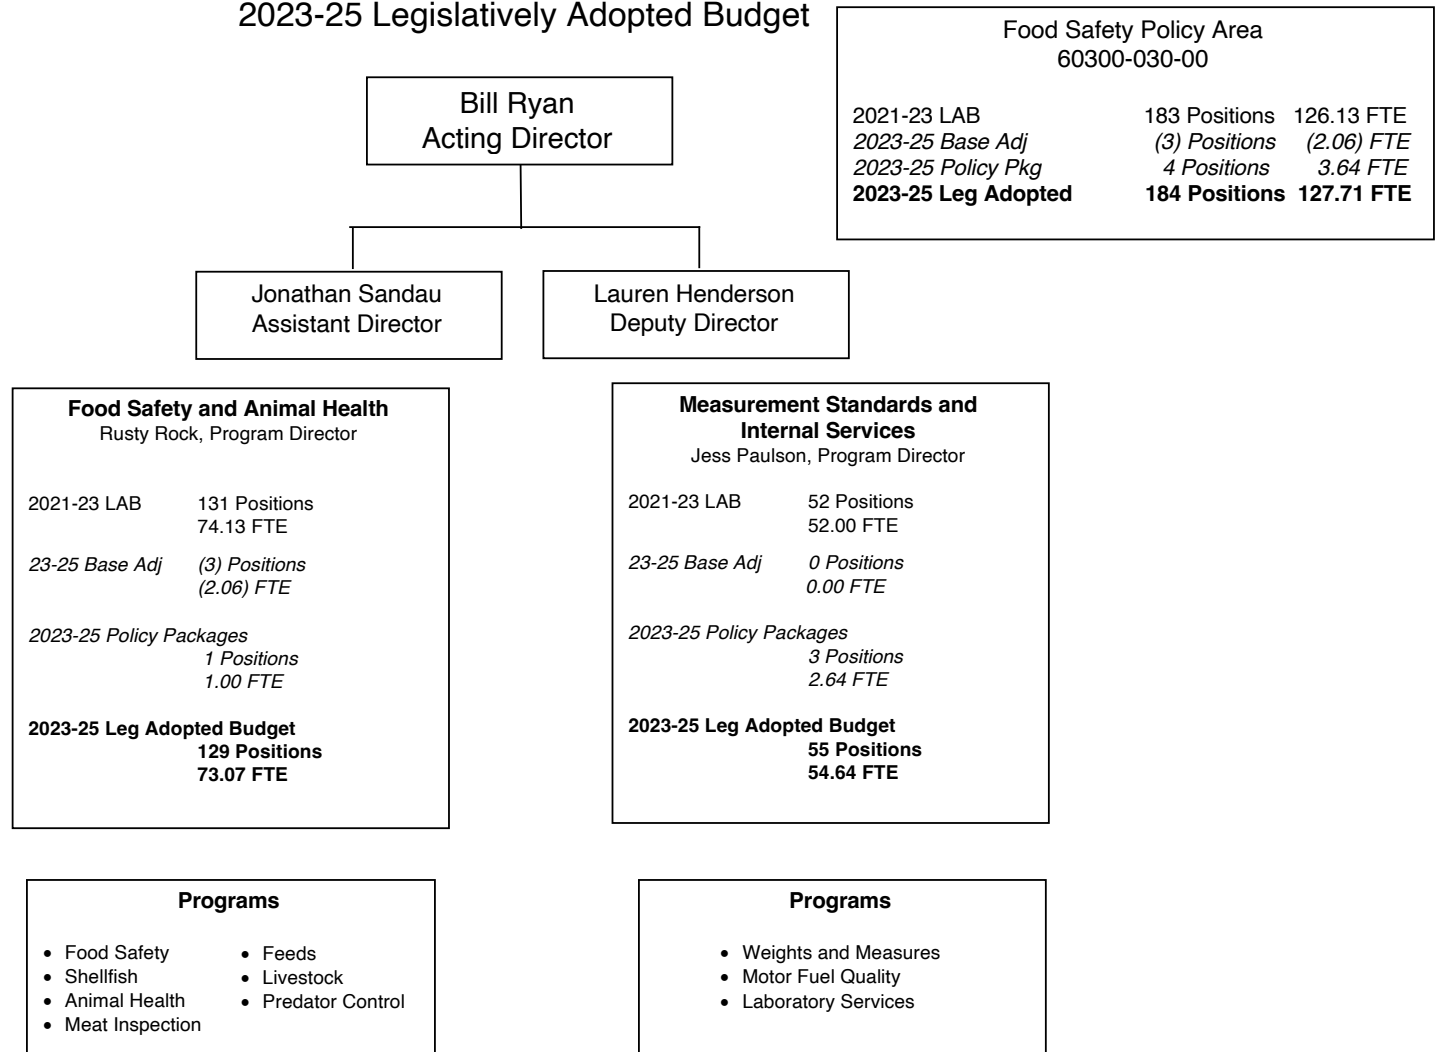 2023-25 Legislatively Adopted Budget
Food Safety Policy Area
60300-030-00
2021-23 LAB 183 Positions 126.13 FTE
2023-25 Base Adj (3) Positions (2.06) FTE
2023-25 Policy Pkg 4 Positions 3.64 FTE
2023-25 Leg Adopted 184 Positions 127.71 FTE
Bill Ryan
Acting Director
Jonathan Sandau
Assistant Director
Lauren Henderson
Deputy Director
Food Safety and Animal Health
Rusty Rock, Program Director
2021-23 LAB 131 Positions
74.13 FTE
23-25 Base Adj (3) Positions
(2.06) FTE
2023-25 Policy Packages
1 Positions
1.00 FTE
2023-25 Leg Adopted Budget
129 Positions
73.07 FTE
Measurement Standards and
Internal Services
Jess Paulson, Program Director
2021-23 LAB 52 Positions
52.00 FTE
23-25 Base Adj 0 Positions
0.00 FTE
2023-25 Policy Packages
3 Positions
2.64 FTE
2023-25 Leg Adopted Budget
55 Positions
54.64 FTE
Programs
• Food Safety
• Shellfish
• Animal Health
• Meat Inspection
• Feeds
• Livestock
• Predator Control
Programs
• Weights and Measures
• Motor Fuel Quality
• Laboratory Services